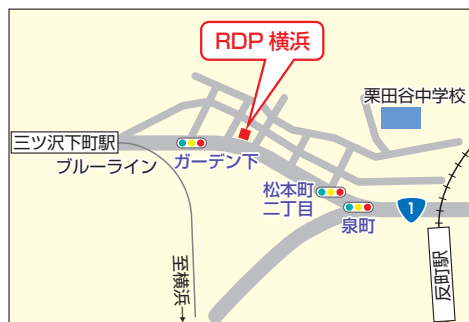 RDP 横浜
栗田谷中学校
三ツ沢下町駅
ブルーライン
ガーデン下
松本町
二丁目
泉町
1
反町駅
至横浜→